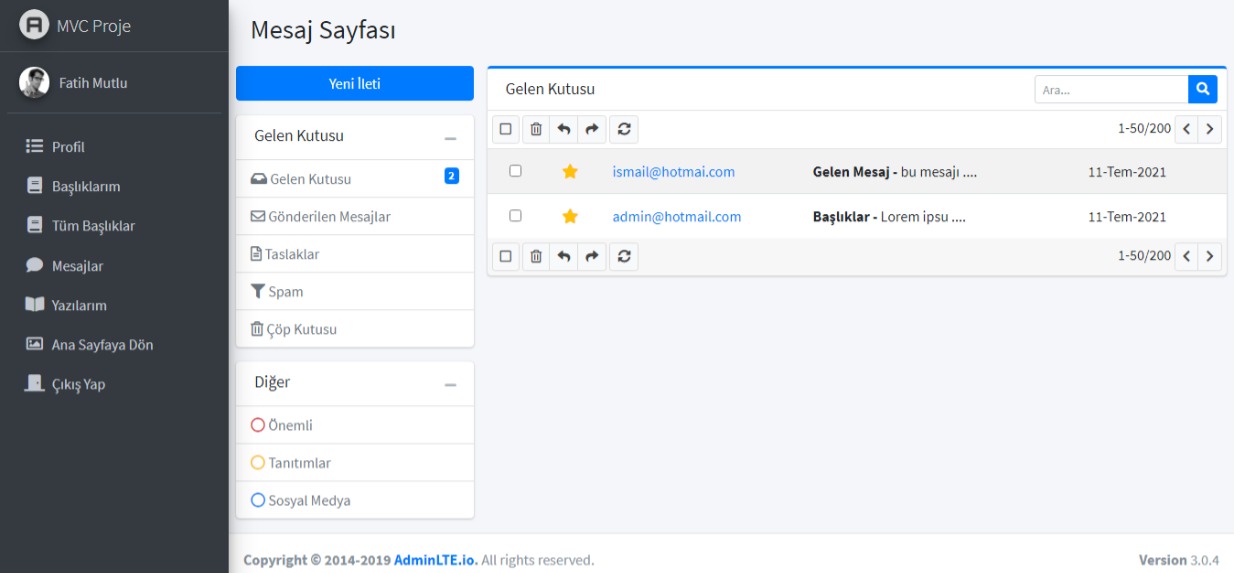 MVC Proje
Fatih Mutlu
Profil
Başlıklarım
Tüm Başlıklar
Mesajlar
Yazılarım
Ana Sayfaya Dön
Çıkış Yap
Mesaj Sayfası
Yeni İleti
Gelen Kutusu
Gelen Kutusu 2
Gönderilen Mesajlar
Taslaklar
Spam
Çöp Kutusu
Diğer
Önemli
Tanıtımlar
Sosyal Medya
Gelen Kutusu Ara...
1-50/200
ismail@hotmai.com Gelen Mesaj - bu mesajı .... 11-Tem-2021
admin@hotmail.com Başlıklar - Lorem ipsu .... 11-Tem-2021
1-50/200
Copyright © 2014-2019 AdminLTE.io. All rights reserved. Version 3.0.4